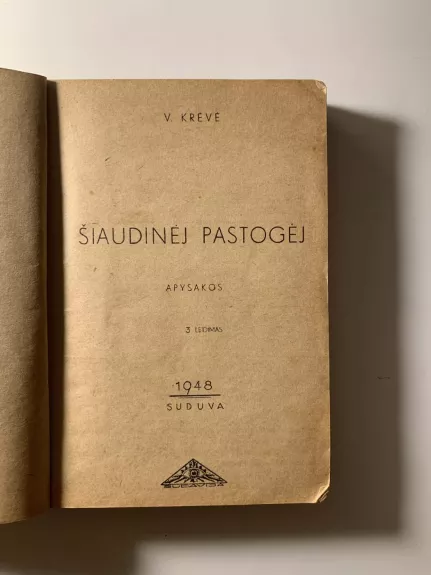 V. KRĖVĖ
ŠIAUDINĖJ PASTOGĖJ
APYSAKOS
3 LEIDIMAS
1948
SUDUVA